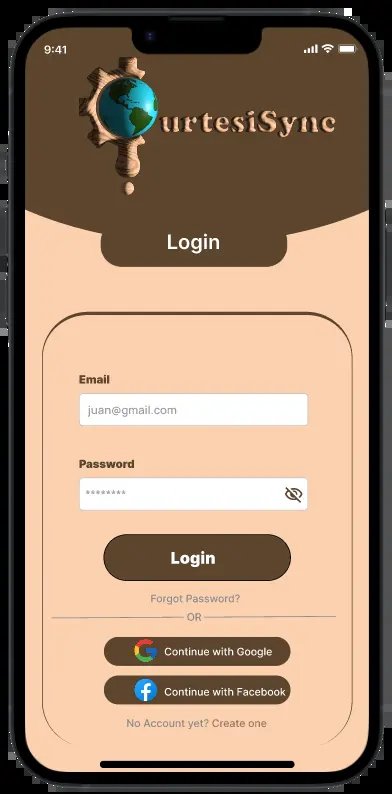 9:41
urtesiSync
Login
Email
juan@gmail.com
Password
********
Login
Forgot Password?
OR
Continue with Google
Continue with Facebook
No Account yet? Create one